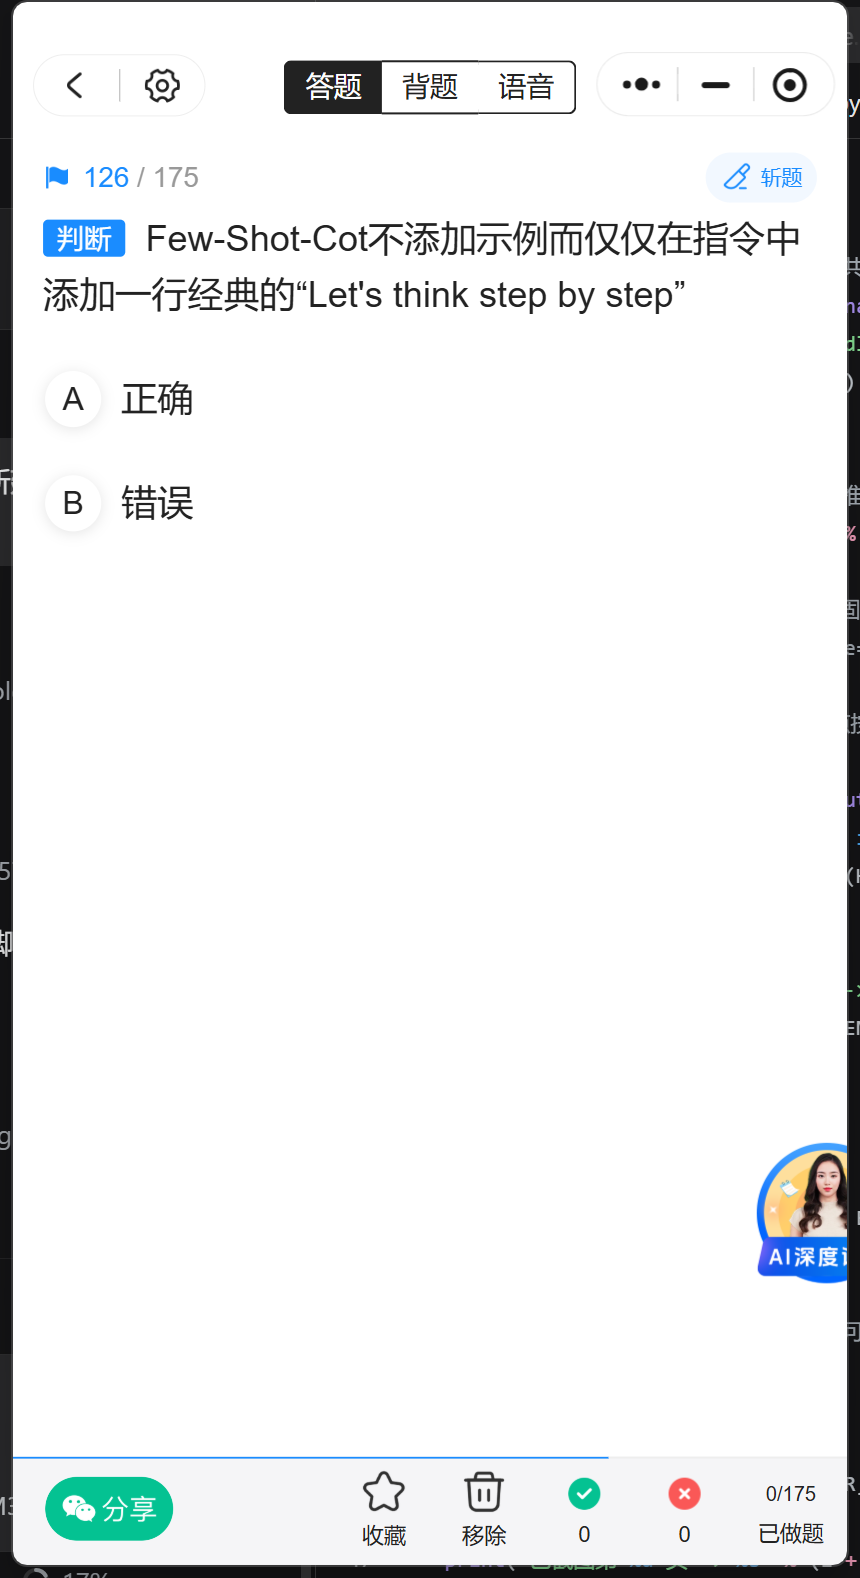 答题 背题 语音
126 / 175
斩题
判断 Few-Shot-Cot不添加示例而仅仅在指令中
添加一行经典的“Let's think step by step”
A 正确
B 错误
AI深度
分享
收藏
移除
0
0
0/175
已做题
17%